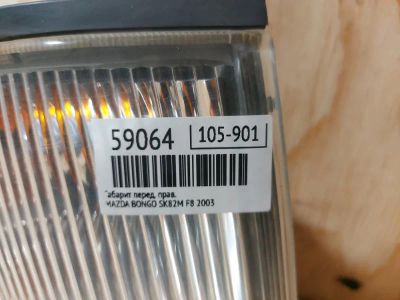 59064 105-901
Габарит перед. прав.
MAZDA BONGO SK82M F8 2003